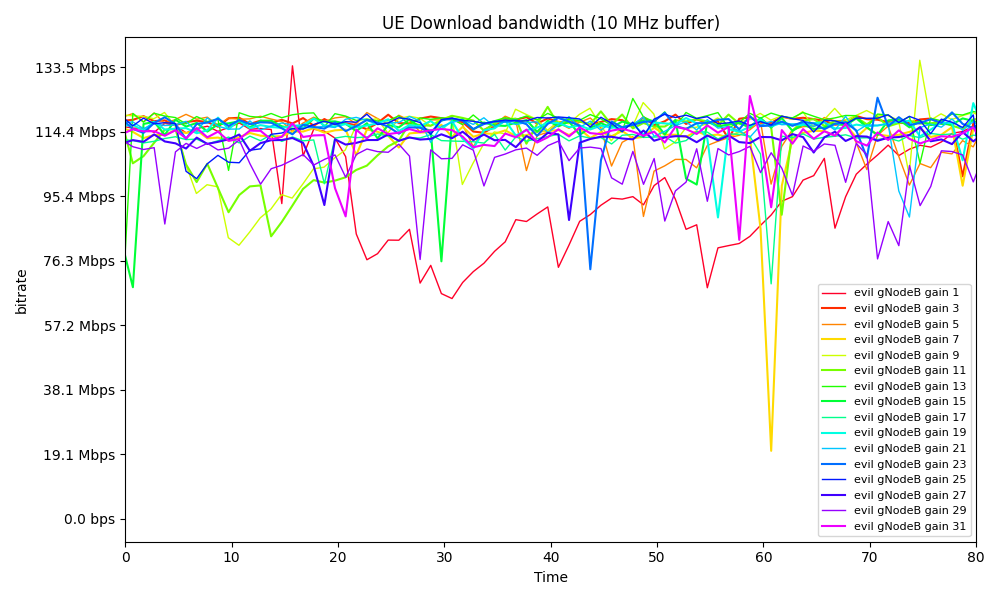 UE Download bandwidth (10 MHz buffer)
133.5 Mbps
114.4 Mbps
95.4 Mbps
76.3 Mbps
57.2 Mbps
38.1 Mbps
19.1 Mbps
0.0 bps
bitrate
evil gNodeB gain 1
evil gNodeB gain 3
evil gNodeB gain 5
evil gNodeB gain 7
evil gNodeB gain 9
evil gNodeB gain 11
evil gNodeB gain 13
evil gNodeB gain 15
evil gNodeB gain 17
evil gNodeB gain 19
evil gNodeB gain 21
evil gNodeB gain 23
evil gNodeB gain 25
evil gNodeB gain 27
evil gNodeB gain 29
evil gNodeB gain 31
0 10 20 30 40 50 60 70 80
Time